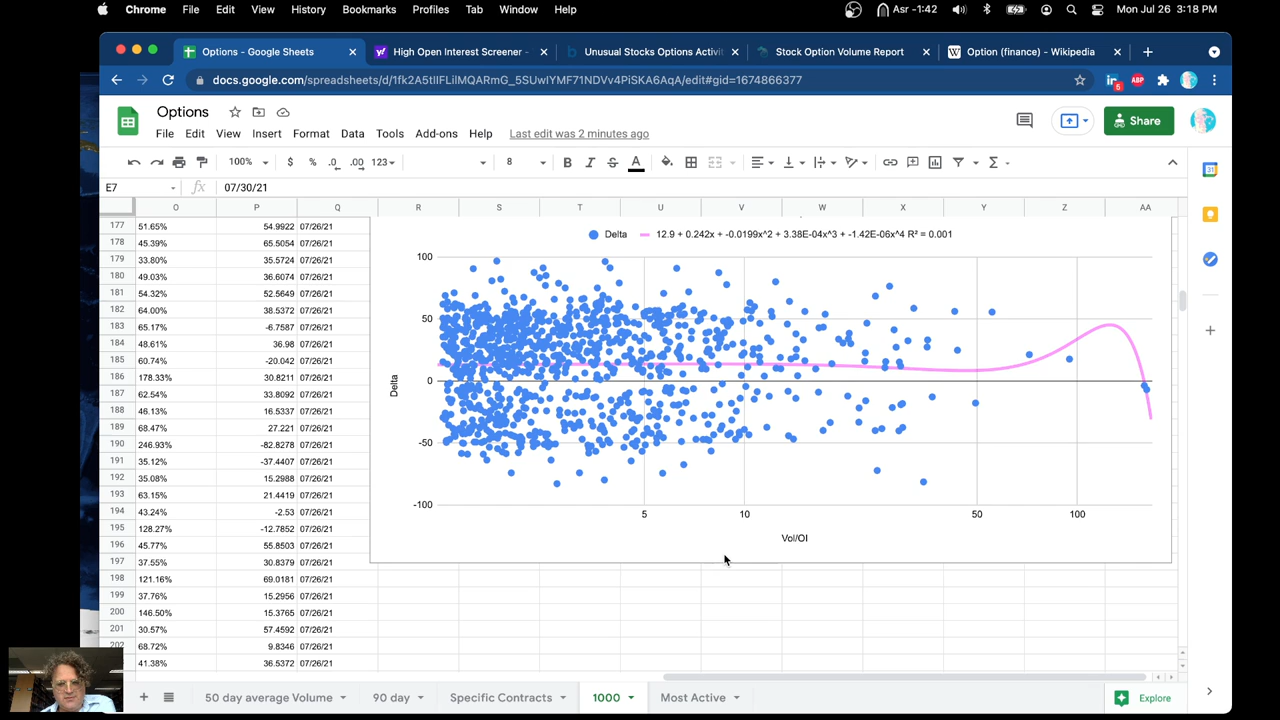 Chrome File Edit View History Bookmarks Profiles Tab Window Help Asr -1:42 Mon Jul 26 3:18 PM
Options - Google Sheets High Open Interest Screener - Unusual Stocks Options Activit Stock Option Volume Report Option (finance) - Wikipedia
docs.google.com/spreadsheets/d/1fk2A5tIIFLilMQARmG_5SUwIYMF71NDVv4PiSKA6AqA/edit#gid=1674866377
ABP
Options
File Edit View Insert Format Data Tools Add-ons Help Last edit was 2 minutes ago
Share
100% $ % .0 .00 123 8 B I S A
E7 fx 07/30/21
O P Q R S T U V W X Y Z AA
177 51.65% 54.9922 07/26/21
178 45.39% 65.5054 07/26/21
179 33.80% 35.5724 07/26/21
180 49.03% 36.6074 07/26/21
181 54.32% 52.5649 07/26/21
182 64.00% 38.5372 07/26/21
183 65.17% -6.7587 07/26/21
184 48.61% 36.98 07/26/21
185 60.74% -20.042 07/26/21
186 178.33% 30.8211 07/26/21
187 62.54% 33.8092 07/26/21
188 46.13% 16.5337 07/26/21
189 68.47% 27.221 07/26/21
190 246.93% -82.8278 07/26/21
191 35.12% -37.4407 07/26/21
192 35.08% 15.2988 07/26/21
193 63.15% 21.4419 07/26/21
194 43.24% -2.53 07/26/21
195 128.27% -12.7852 07/26/21
196 45.77% 55.8503 07/26/21
197 37.55% 30.8379 07/26/21
198 121.16% 69.0181 07/26/21
199 37.76% 15.2956 07/26/21
200 146.50% 15.3765 07/26/21
201 30.57% 57.4592 07/26/21
202 68.72% 9.8346 07/26/21
41.38% 36.5372 07/26/21
Delta 12.9 + 0.242x + -0.0199x^2 + 3.38E-04x^3 + -1.42E-06x^4 R² = 0.001
100
50
0
-50
-100
Delta
5 10 50 100
Vol/OI
50 day average Volume 90 day Specific Contracts 1000 Most Active Explore